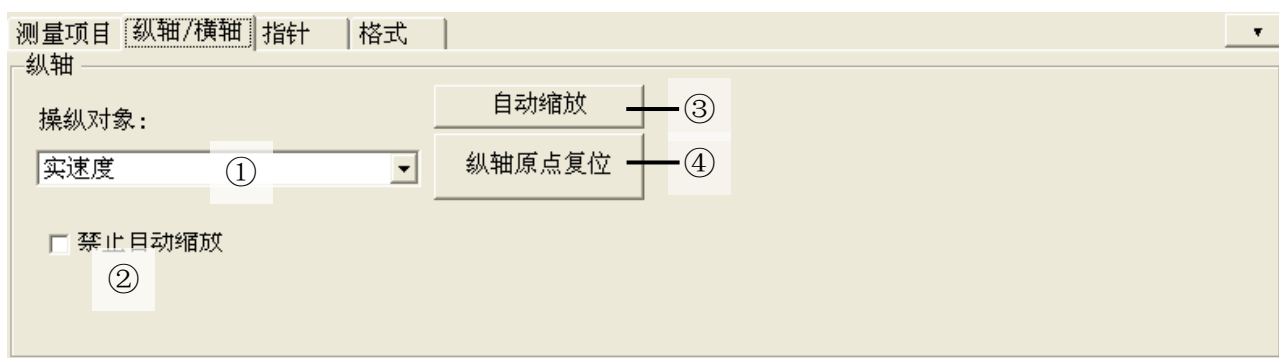 测量项目 纵轴/横轴 指针 格式
纵轴
操纵对象:
自动缩放 ③
实速度 ①
纵轴原点复位 ④
禁止自动缩放
②